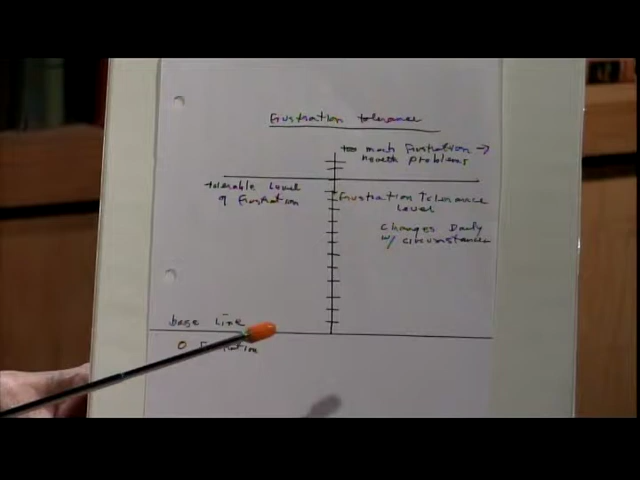 Frustration tolerance
too much Frustration →
health problems
tolerable level
of Frustration
Frustration Tolerance
Level
Changes Daily
w/ circumstances
base line
0